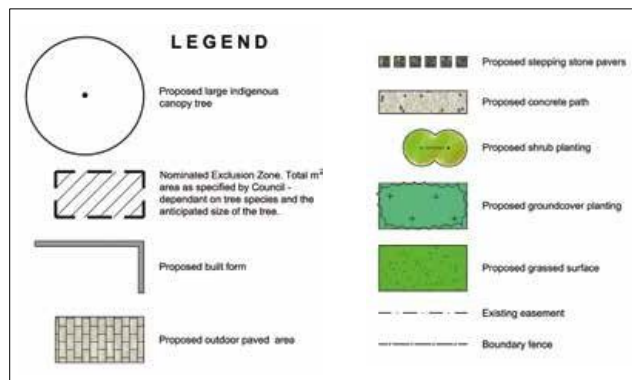 LEGEND
Proposed large indigenous
canopy tree
Nominated Exclusion Zone. Total m²
area as specified by Council -
dependant on tree species and the
anticipated size of the tree.
Proposed built form
Proposed outdoor paved area
Proposed stepping stone pavers
Proposed concrete path
Proposed shrub planting
Proposed groundcover planting
Proposed grassed surface
Existing easement
Boundary fence